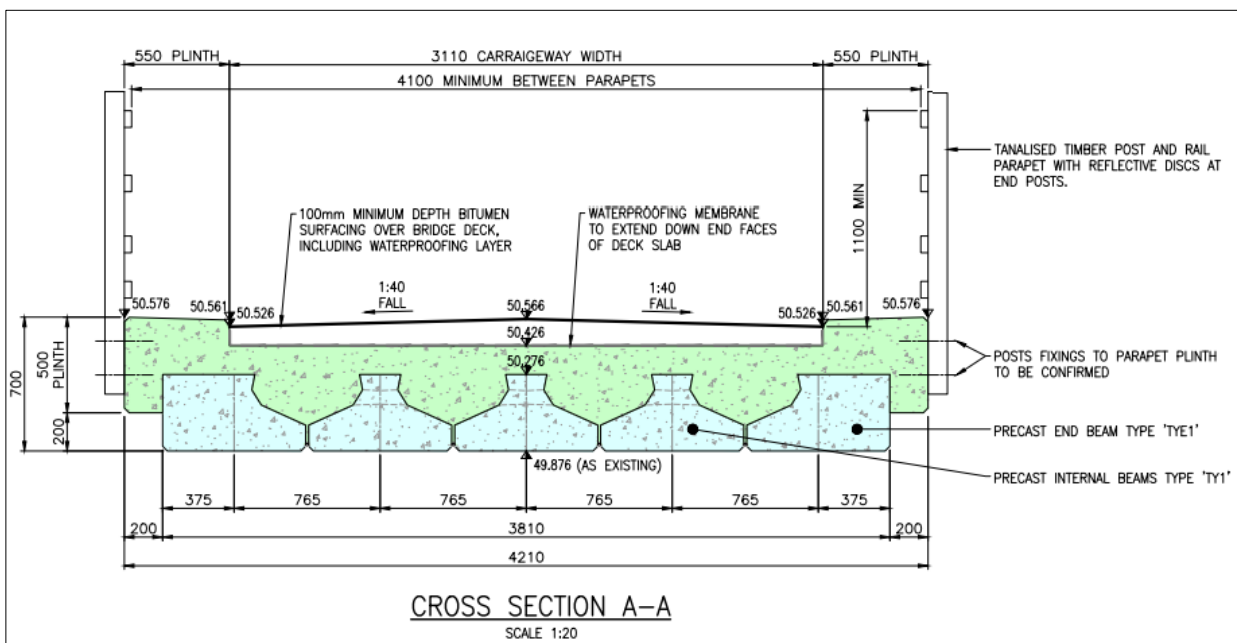 550 PLINTH
3110 CARRAIGEWAY WIDTH
550 PLINTH
4100 MINIMUM BETWEEN PARAPETS
TANALISED TIMBER POST AND RAIL
PARAPET WITH REFLECTIVE DISCS AT
END POSTS.
1100 MIN
100mm MINIMUM DEPTH BITUMEN
SURFACING OVER BRIDGE DECK,
INCLUDING WATERPROOFING LAYER
WATERPROOFING MEMBRANE
TO EXTEND DOWN END FACES
OF DECK SLAB
1:40
FALL
1:40
FALL
50.576
50.561
50.526
50.566
50.526
50.561
50.576
50.426
50.276
700
500
PLINTH
200
POSTS FIXINGS TO PARAPET PLINTH
TO BE CONFIRMED
PRECAST END BEAM TYPE 'TYE1'
49.876 (AS EXISTING)
PRECAST INTERNAL BEAMS TYPE 'TY1'
375
765
765
765
765
375
200
3810
200
4210
CROSS SECTION A-A
SCALE 1:20